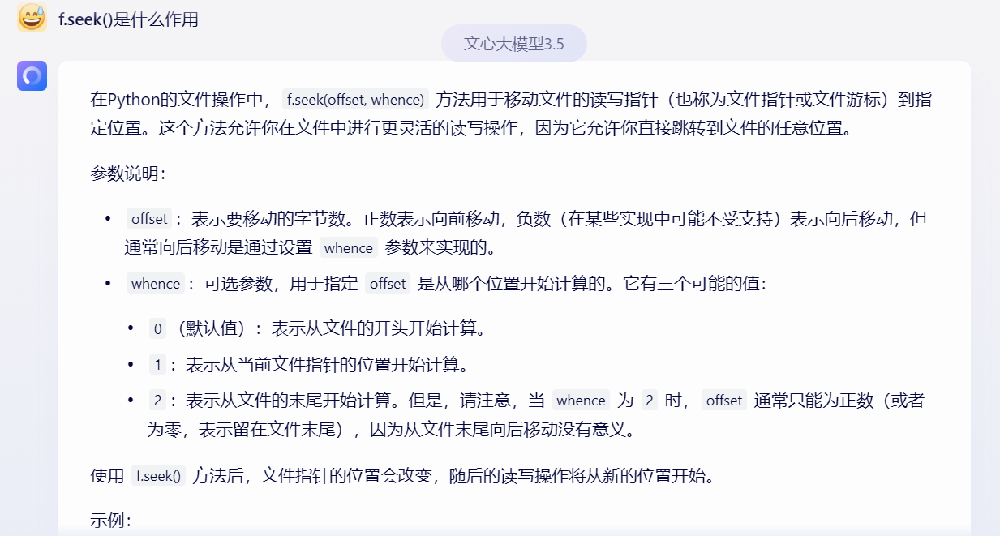 f.seek()是什么作用
文心大模型3.5
在Python的文件操作中， f.seek(offset, whence) 方法用于移动文件的读写指针（也称为文件指针或文件游标）到指
定位置。这个方法允许你在文件中进行更灵活的读写操作，因为它允许你直接跳转到文件的任意位置。
参数说明：
• offset ：表示要移动的字节数。正数表示向前移动，负数（在某些实现中可能不受支持）表示向后移动，但
通常向后移动是通过设置 whence 参数来实现的。
• whence ：可选参数，用于指定 offset 是从哪个位置开始计算的。它有三个可能的值：
• 0 （默认值）：表示从文件的开头开始计算。
• 1 ：表示从当前文件指针的位置开始计算。
• 2 ：表示从文件的末尾开始计算。但是，请注意，当 whence 为 2 时， offset 通常只能为正数（或者
为零，表示留在文件末尾），因为从文件末尾向后移动没有意义。
使用 f.seek() 方法后，文件指针的位置会改变，随后的读写操作将从新的位置开始。
示例：